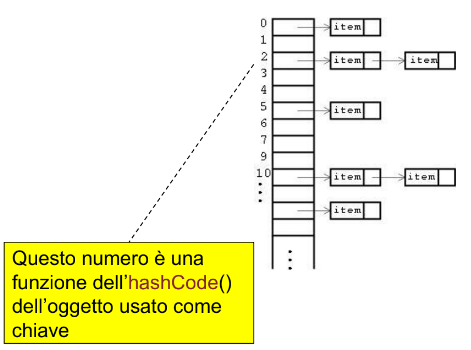 0
item
1
2
item
item
3
4
5
item
6
7
9
10
item
item
item
Questo numero è una
funzione dell'hashCode()
dell'oggetto usato come
chiave